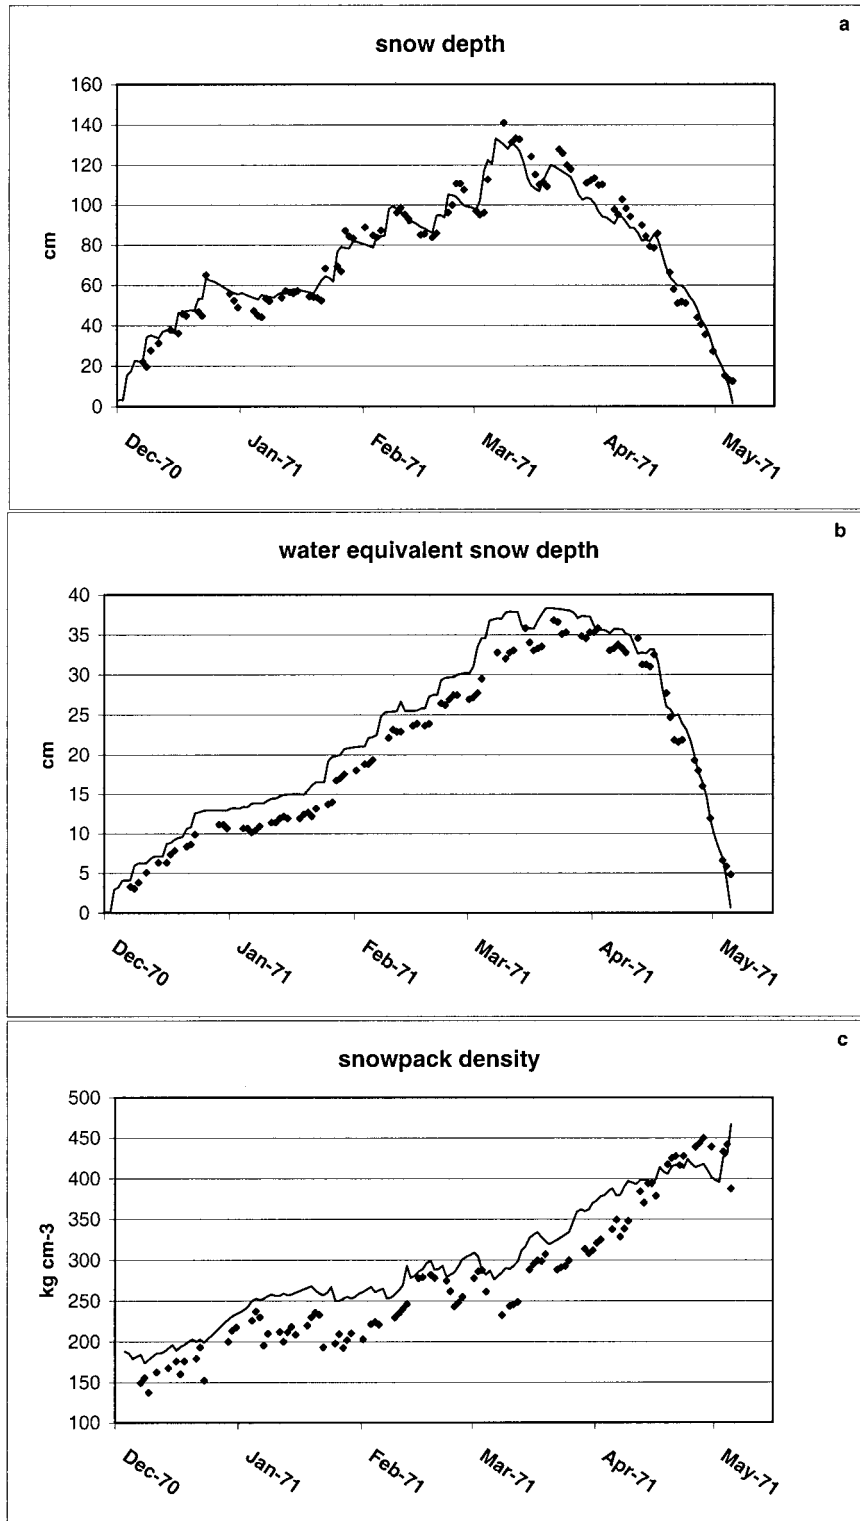 a
snow depth
160
140
120
100
80
60
40
20
0
cm
Dec-70
Jan-71
Feb-71
Mar-71
Apr-71
May-71
b
water equivalent snow depth
40
35
30
25
20
15
10
5
0
cm
Dec-70
Jan-71
Feb-71
Mar-71
Apr-71
May-71
c
snowpack density
500
450
400
350
300
250
200
150
100
kg cm-3
Dec-70
Jan-71
Feb-71
Mar-71
Apr-71
May-71